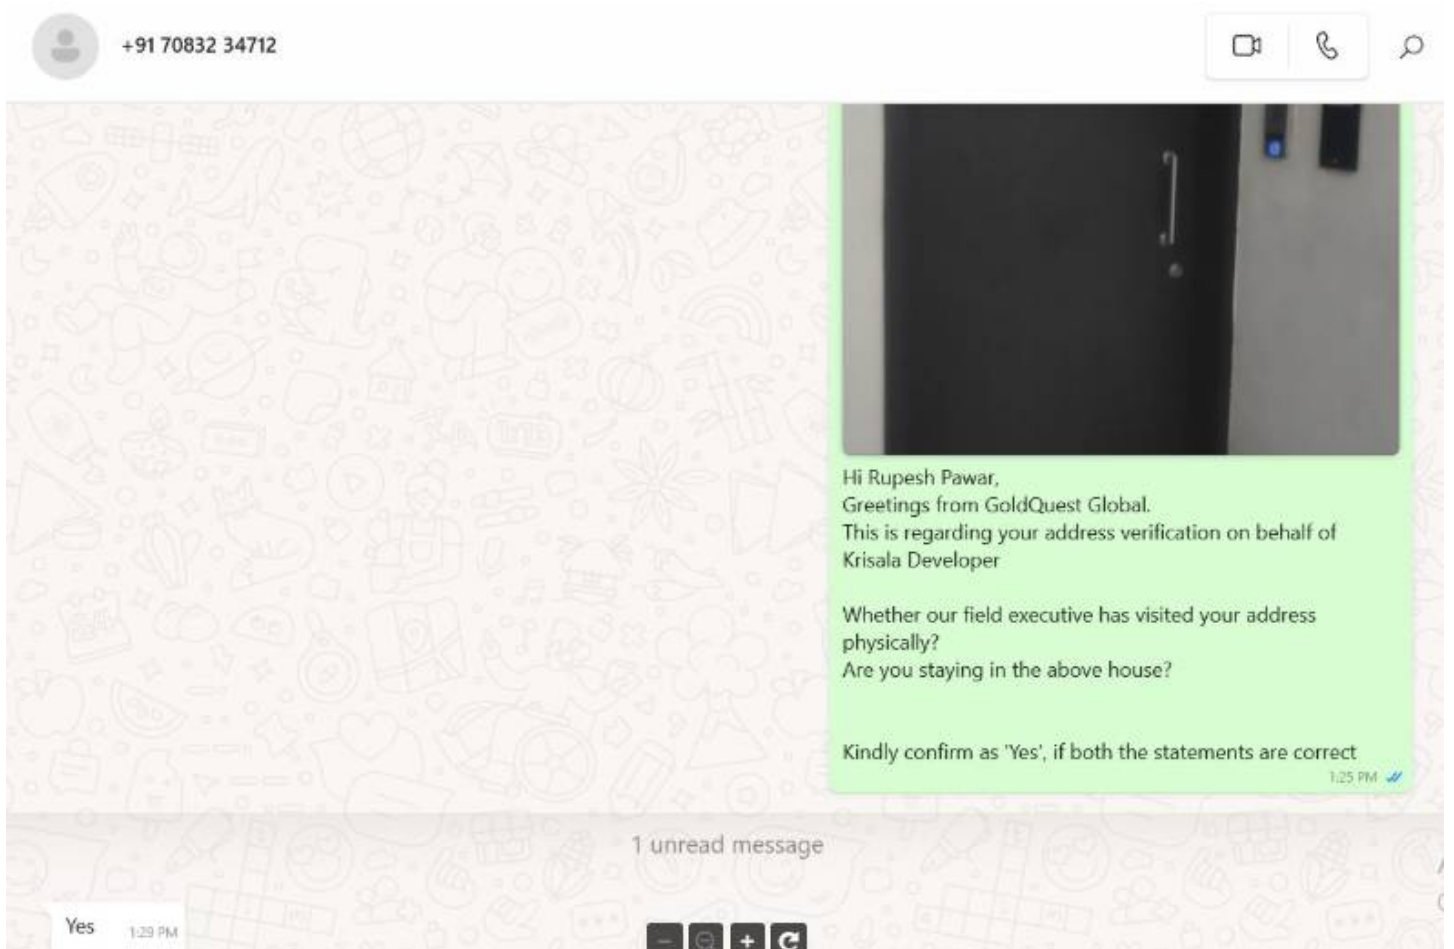 +91 70832 34712
Hi Rupesh Pawar,
Greetings from GoldQuest Global.
This is regarding your address verification on behalf of
Krisala Developer
Whether our field executive has visited your address
physically?
Are you staying in the above house?
Kindly confirm as 'Yes', if both the statements are correct
1:25 PM
1 unread message
Yes
1:29 PM